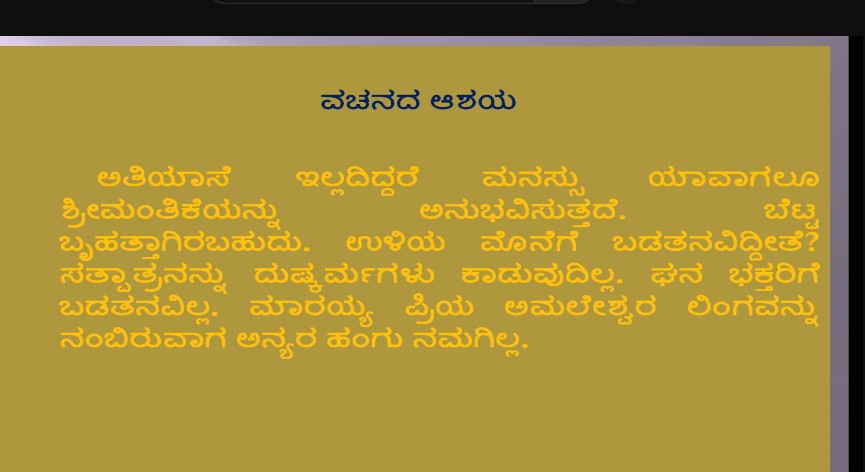 ವಚನದ ಆಶಯ
ಅತಿಯಾಸೆ ಇಲ್ಲದಿದ್ದರೆ ಮನಸ್ಸು ಯಾವಾಗಲೂ
ಶ್ರೀಮಂತಿಕೆಯನ್ನು ಅನುಭವಿಸುತ್ತದೆ. ಬೆಟ್ಟ
ಬೃಹತ್ತಾಗಿರಬಹುದು. ಉಳಿಯ ಮೊನೆಗೆ ಬಡತನವಿದ್ದೀತೆ?
ಸತ್ಪಾತ್ರನನ್ನು ದುಷ್ಕರ್ಮಗಳು ಕಾಡುವುದಿಲ್ಲ. ಘನ ಭಕ್ತರಿಗೆ
ಬಡತನವಿಲ್ಲ. ಮಾರಯ್ಯ ಪ್ರಿಯ ಅಮಲೇಶ್ವರ ಲಿಂಗವನ್ನು
ನಂಬಿರುವಾಗ ಅನ್ಯರ ಹಂಗು ನಮಗಿಲ್ಲ.